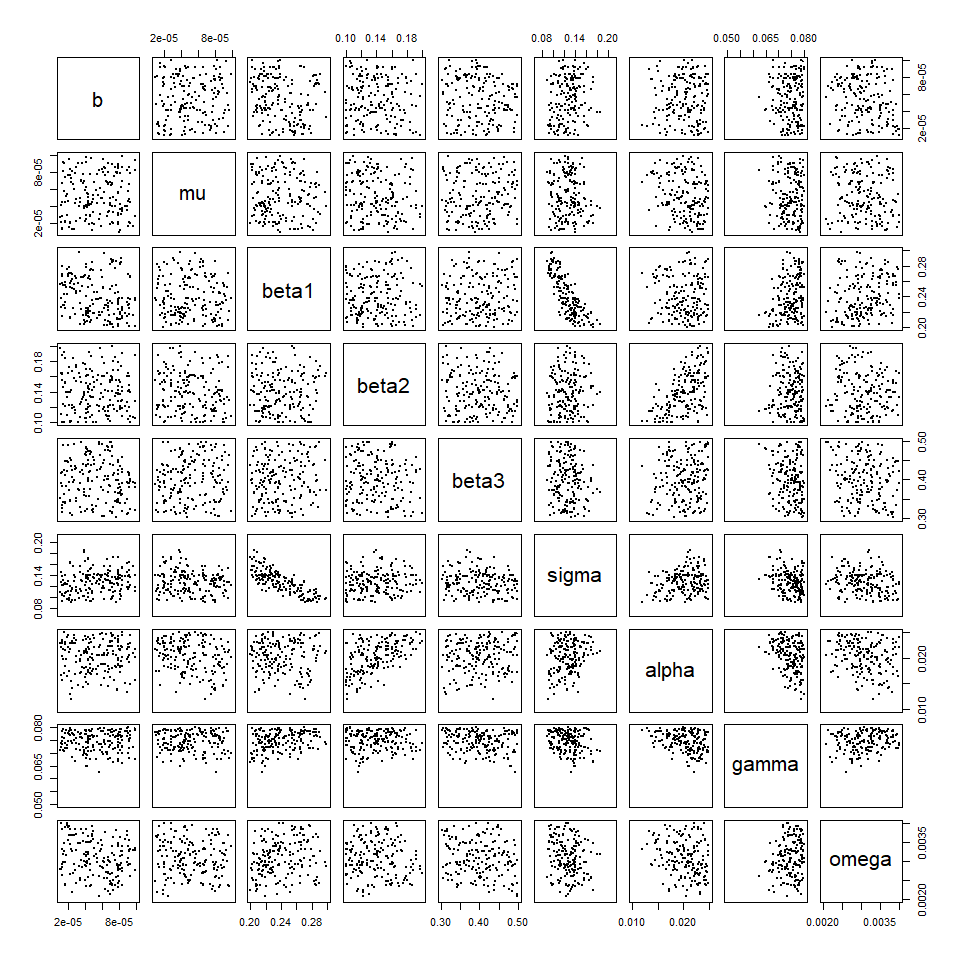 2e-05 8e-05 0.10 0.14 0.18 0.08 0.14 0.20 0.050 0.065 0.080
b
2e-05 8e-05
mu
2e-05 8e-05
beta1
0.20 0.24 0.28
beta2
0.10 0.14 0.18
beta3
0.30 0.40 0.50
sigma
0.08 0.14 0.20
alpha
0.010 0.020
gamma
0.050 0.065 0.080
omega
0.0020 0.0035
2e-05 8e-05 0.20 0.24 0.28 0.30 0.40 0.50 0.010 0.020 0.0020 0.0035